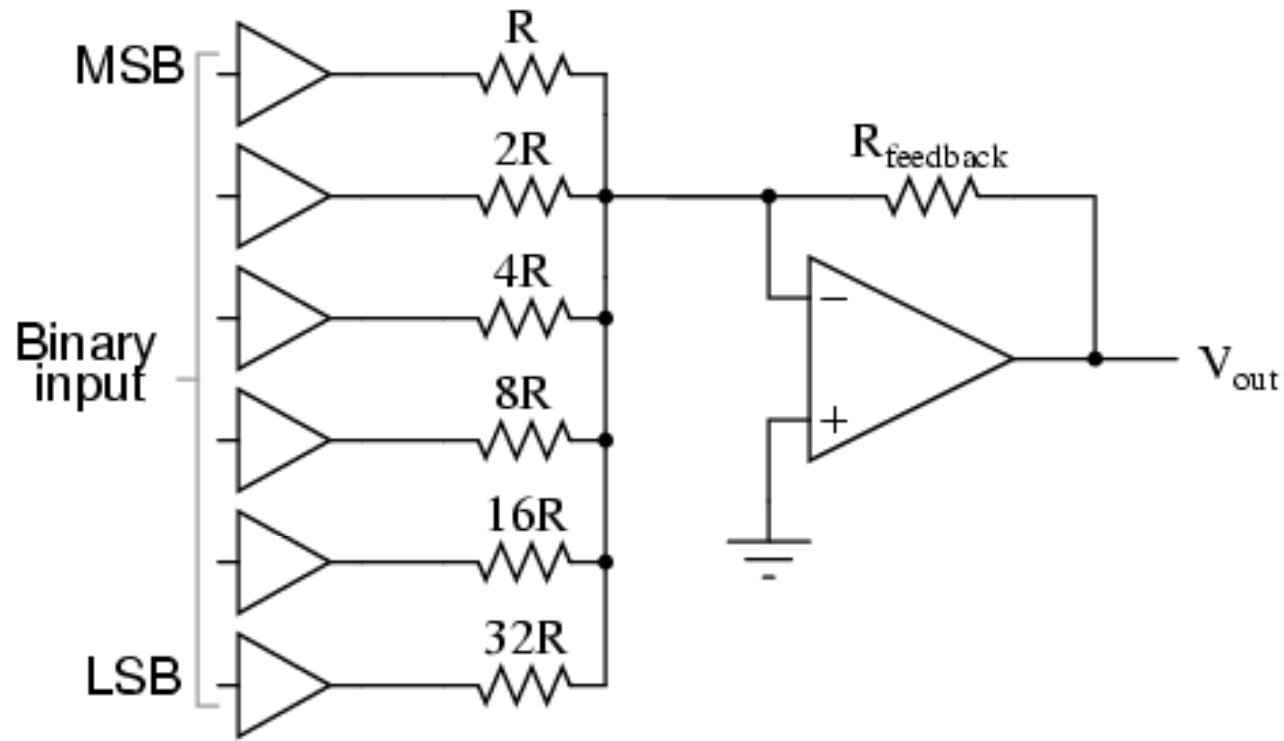 MSB
R
2R
R feedback
4R
Binary
input
8R
−
+
V out
16R
32R
LSB